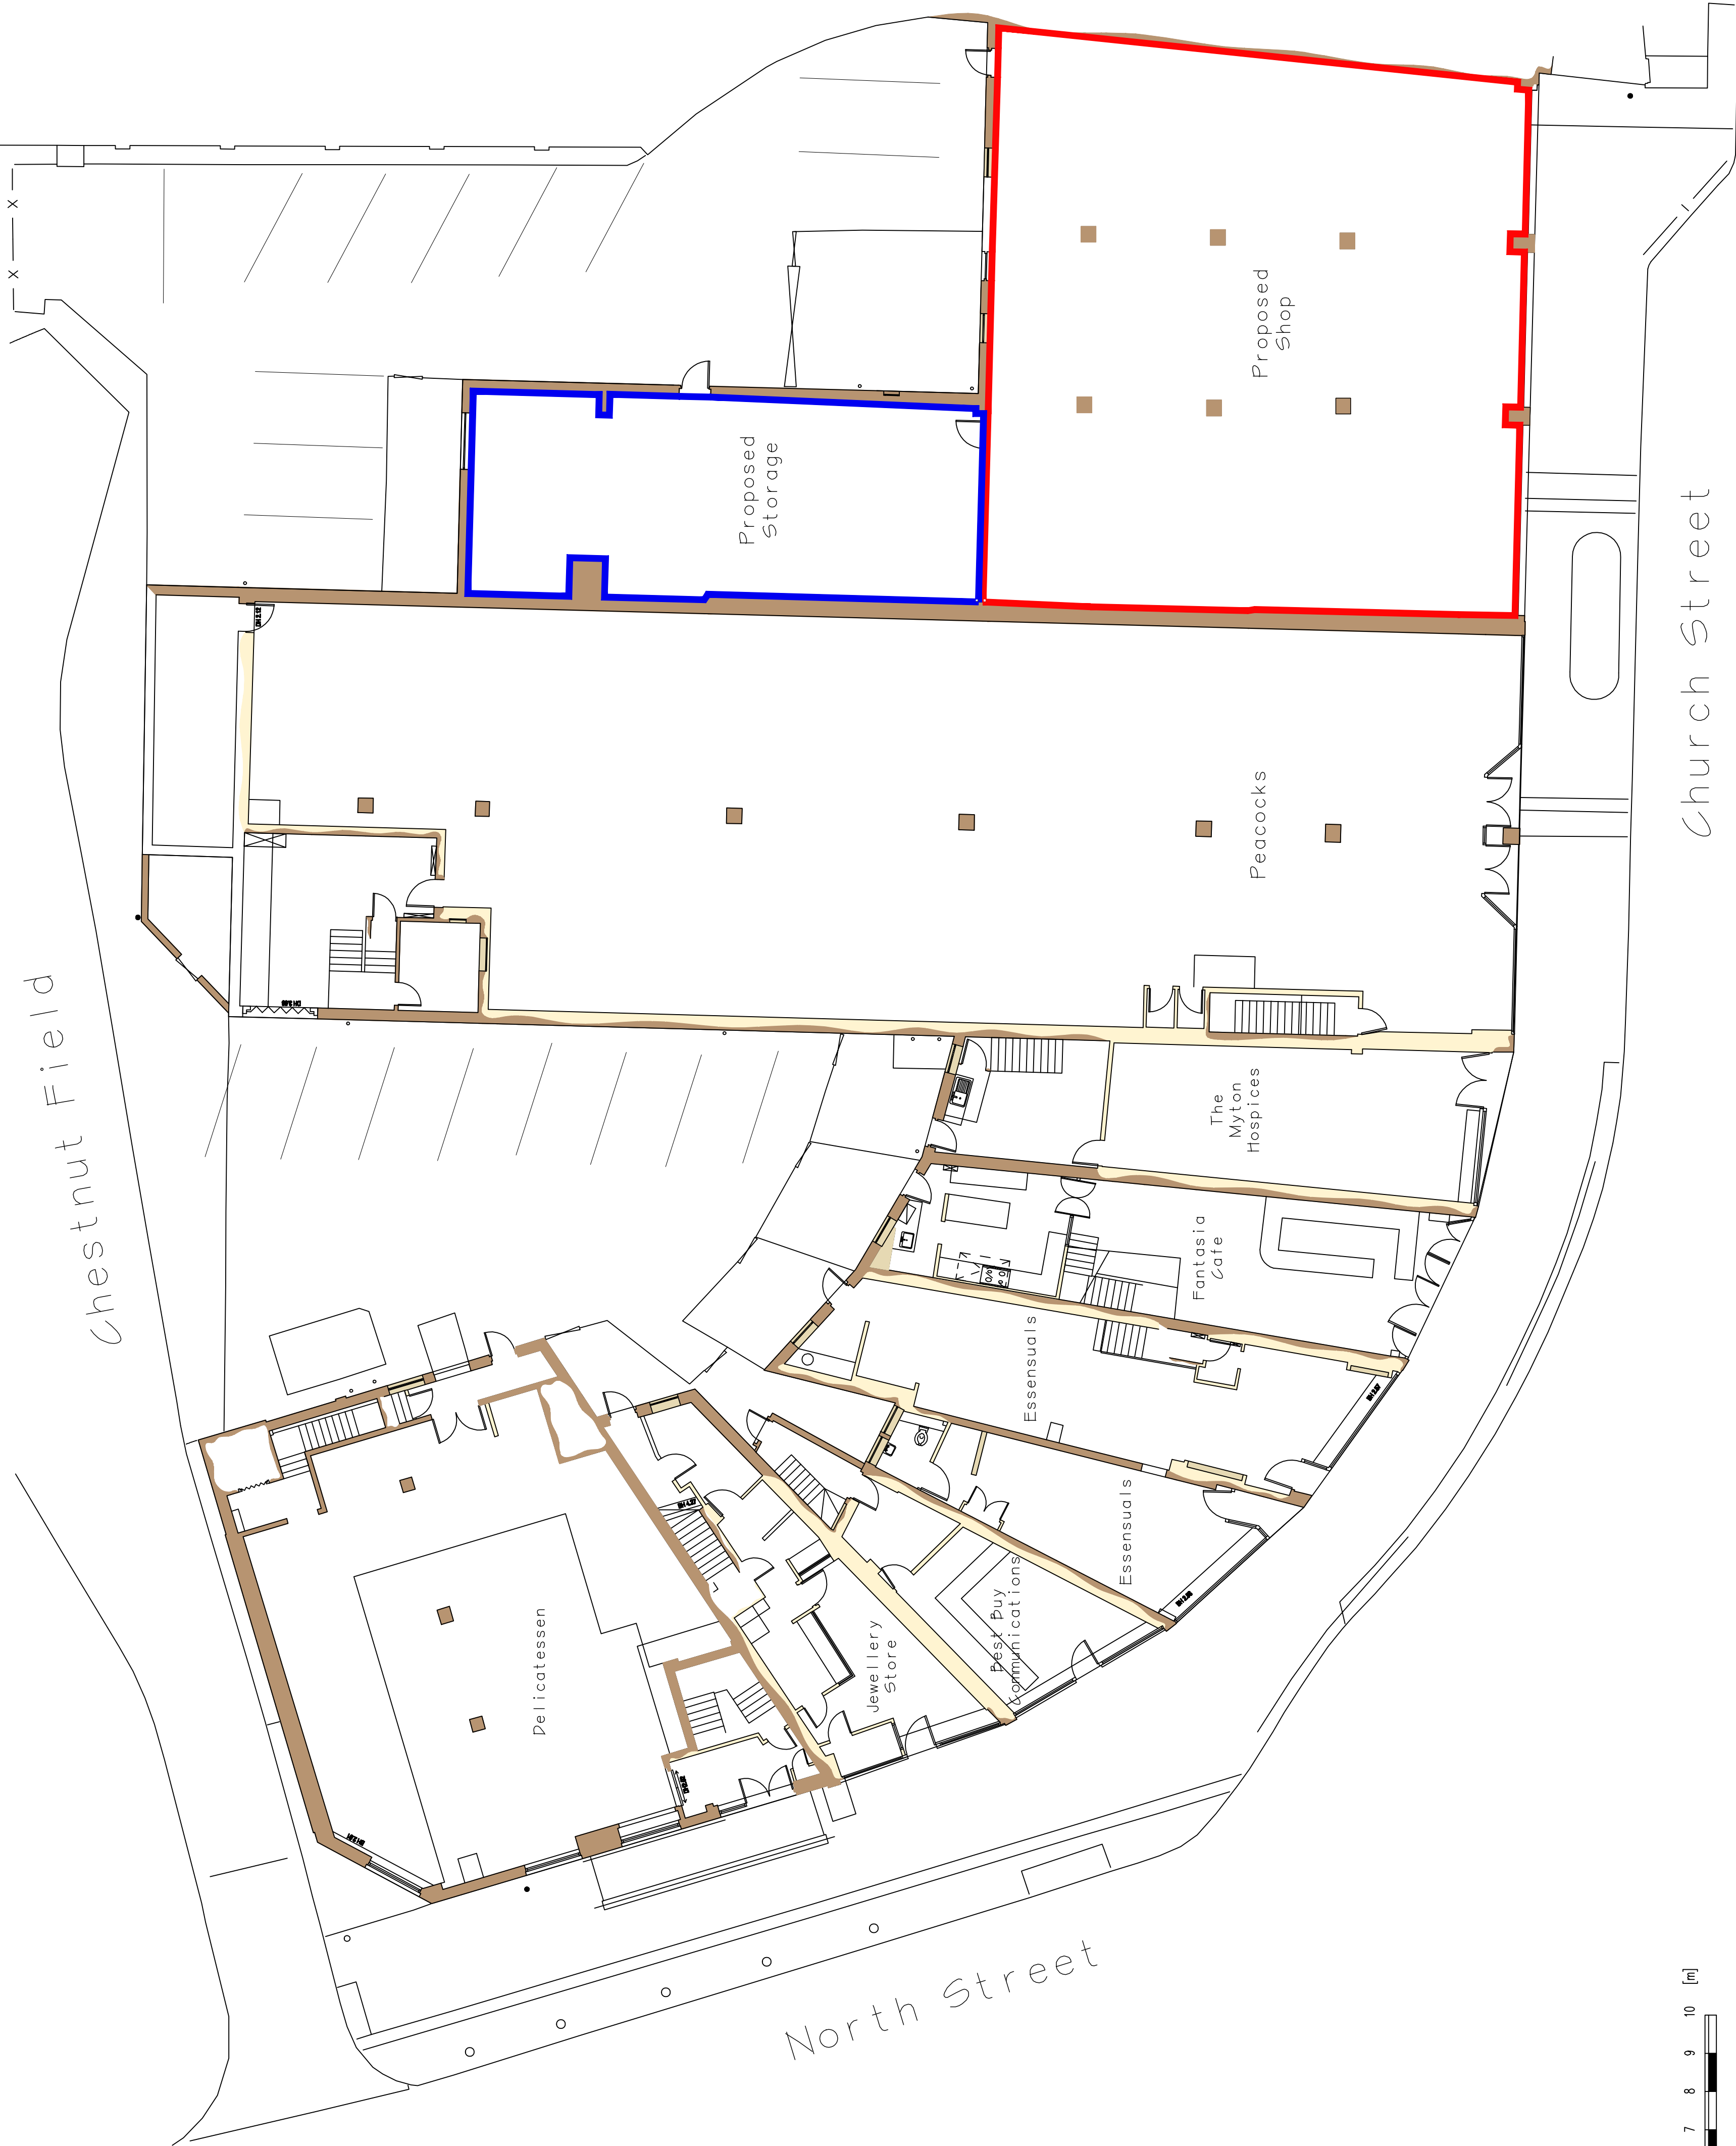 Proposed
Shop
Proposed
Storage
Church Street
Peacocks
Chestnut Field
The
Myton
Hospices
Fantasia
Cafe
Essensuals
Essensuals
Best Buy
Communications
Jewellery
Store
Delicatessen
North Street
X
X
7
8
9
10
[m]